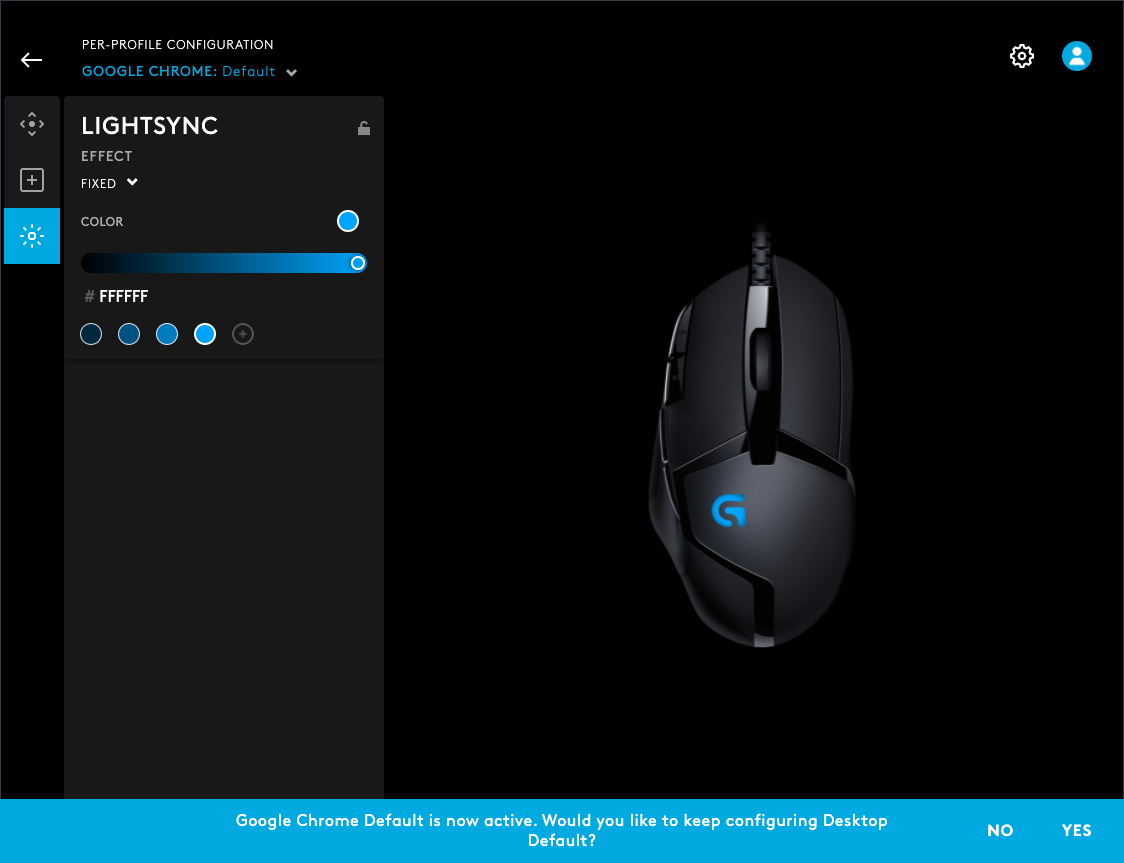 PER-PROFILE CONFIGURATION
GOOGLE CHROME: Default
LIGHTSYNC
EFFECT
FIXED
COLOR
# FFFFFF
G
Google Chrome Default is now active. Would you like to keep configuring Desktop
Default?
NO
YES